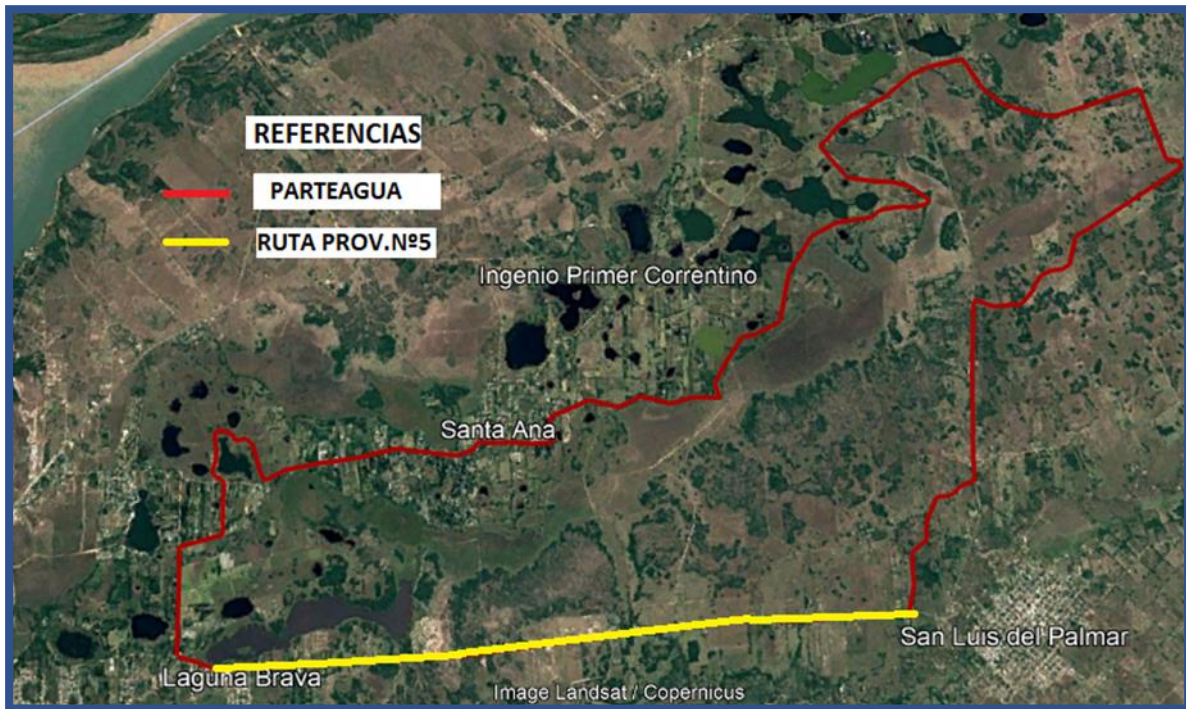 REFERENCIAS
PARTEAGUA
RUTA PROV.Nº5
Ingenio Primer Correntino
Santa Ana
San Luis del Palmar
Laguna Brava
Image Landsat / Copernicus